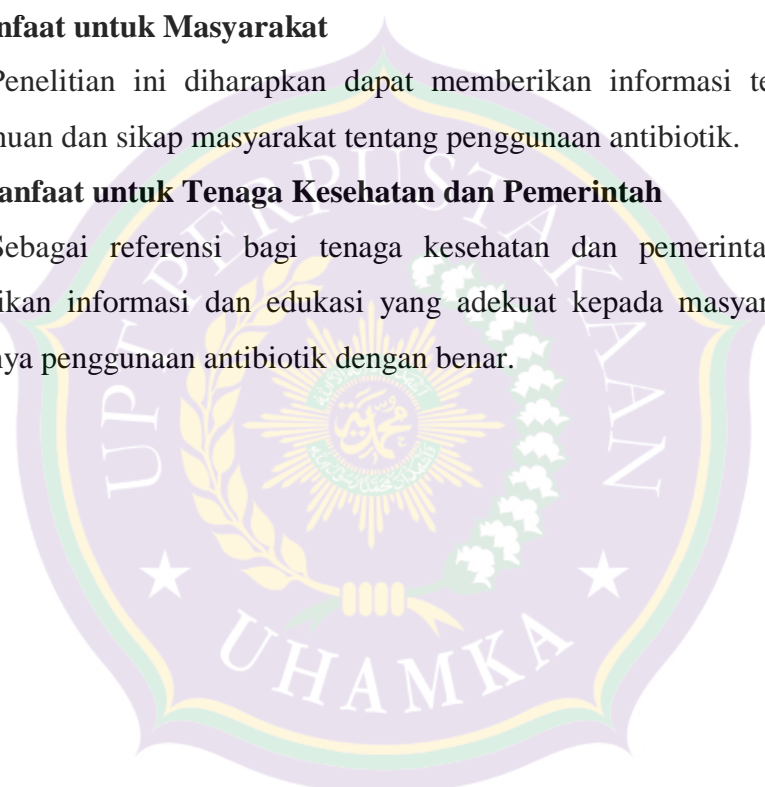 nfaat untuk Masyarakat
Penelitian ini diharapkan dapat memberikan informasi te
nuan dan sikap masyarakat tentang penggunaan antibiotik.
anfaat untuk Tenaga Kesehatan dan Pemerintah
Sebagai referensi bagi tenaga kesehatan dan pemerinta
ikan informasi dan edukasi yang adekuat kepada masyar
nya penggunaan antibiotik dengan benar.
UPT PERPUSTAKAAN
UHAMKA